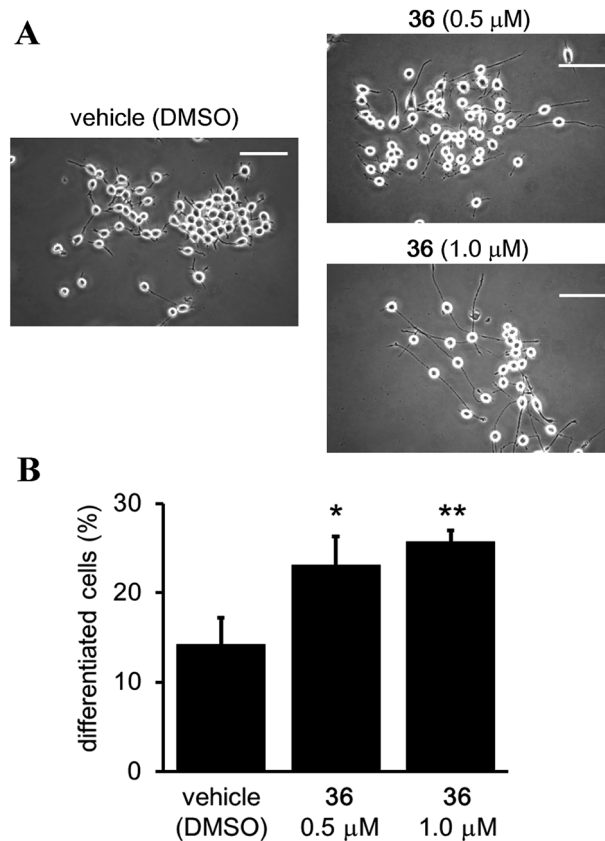 A
vehicle (DMSO)
36 (0.5 μM)
36 (1.0 μM)
B
differentiated cells (%)
30
20
10
0
*
**
vehicle
(DMSO)
36
0.5 μM
36
1.0 μM